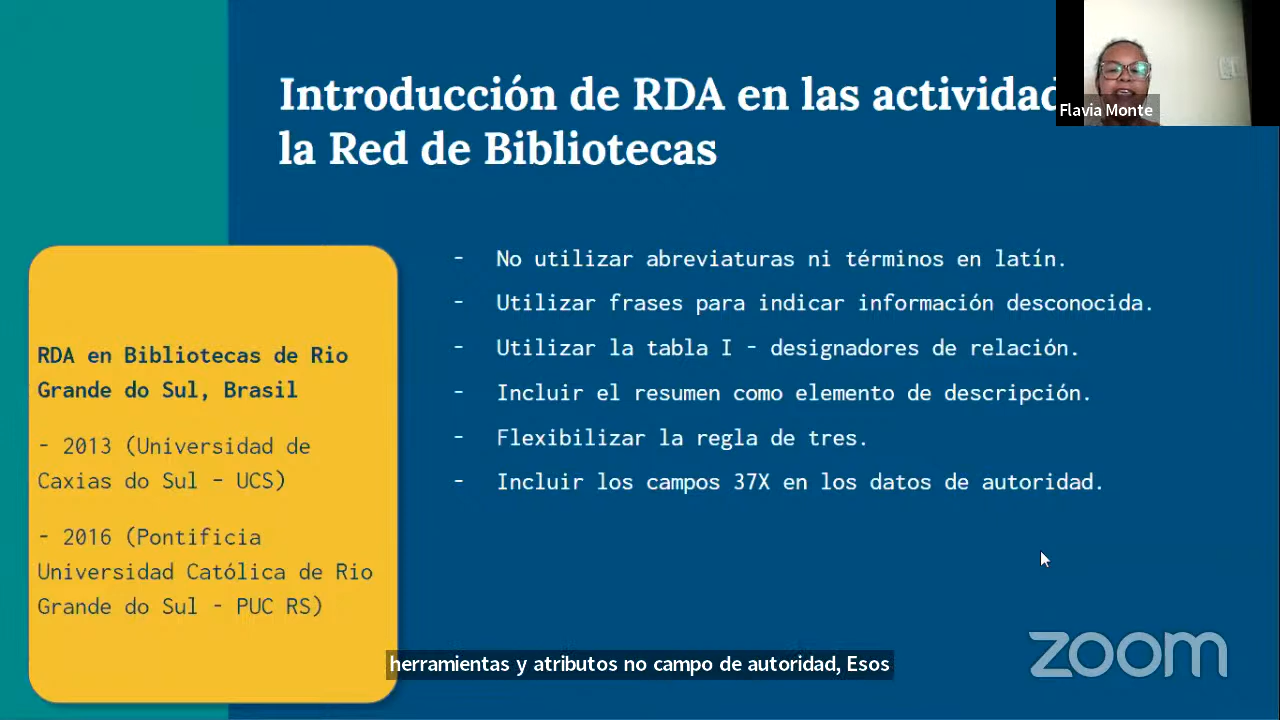 Introducción de RDA en las actividad
la Red de Bibliotecas
Flavia Monte
- No utilizar abreviaturas ni términos en latín.
- Utilizar frases para indicar información desconocida.
- Utilizar la tabla I - designadores de relación.
- Incluir el resumen como elemento de descripción.
- Flexibilizar la regla de tres.
- Incluir los campos 37X en los datos de autoridad.
RDA en Bibliotecas de Rio
Grande do Sul, Brasil
- 2013 (Universidad de
Caxias do Sul – UCS)
- 2016 (Pontificia
Universidad Católica de Rio
Grande do Sul - PUC RS)
herramientas y atributos no campo de autoridad, Esos
zoom